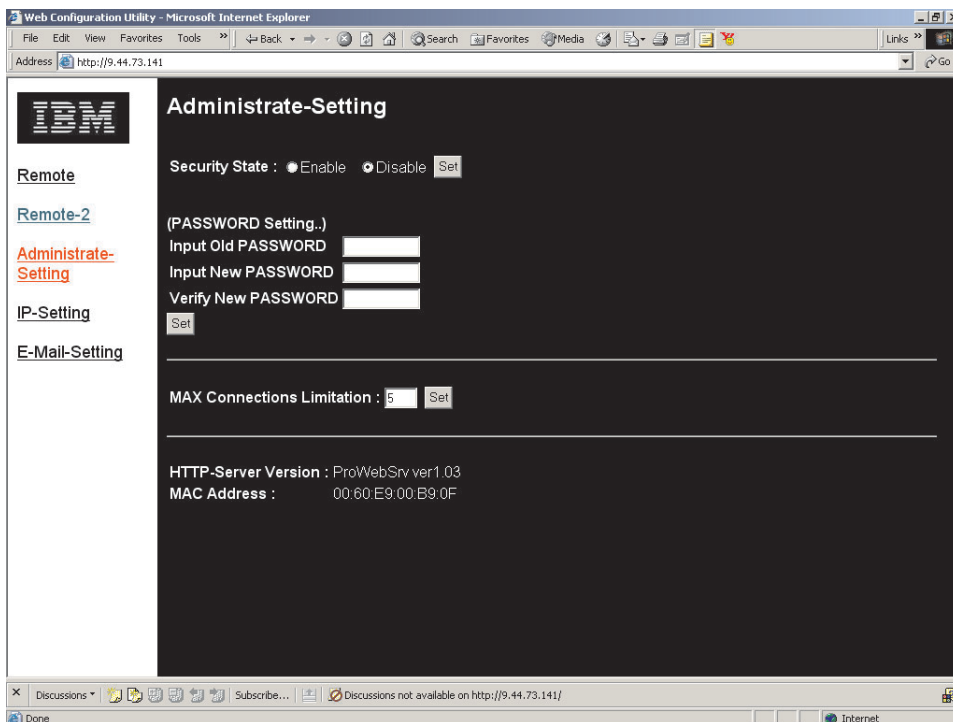 Web Configuration Utility - Microsoft Internet Explorer
File Edit View Favorites Tools » Back Search Favorites Media Links »
Address http://9.44.73.141 Go
IBM
Remote
Remote-2
Administrate-
Setting
IP-Setting
E-Mail-Setting
Administrate-Setting
Security State : Enable Disable Set
(PASSWORD Setting..)
Input Old PASSWORD
Input New PASSWORD
Verify New PASSWORD
Set
MAX Connections Limitation : 5 Set
HTTP-Server Version : ProWebSrv ver1.03
MAC Address : 00:60:E9:00:B9:0F
Discussions Subscribe... Discussions not available on http://9.44.73.141/
Done Internet